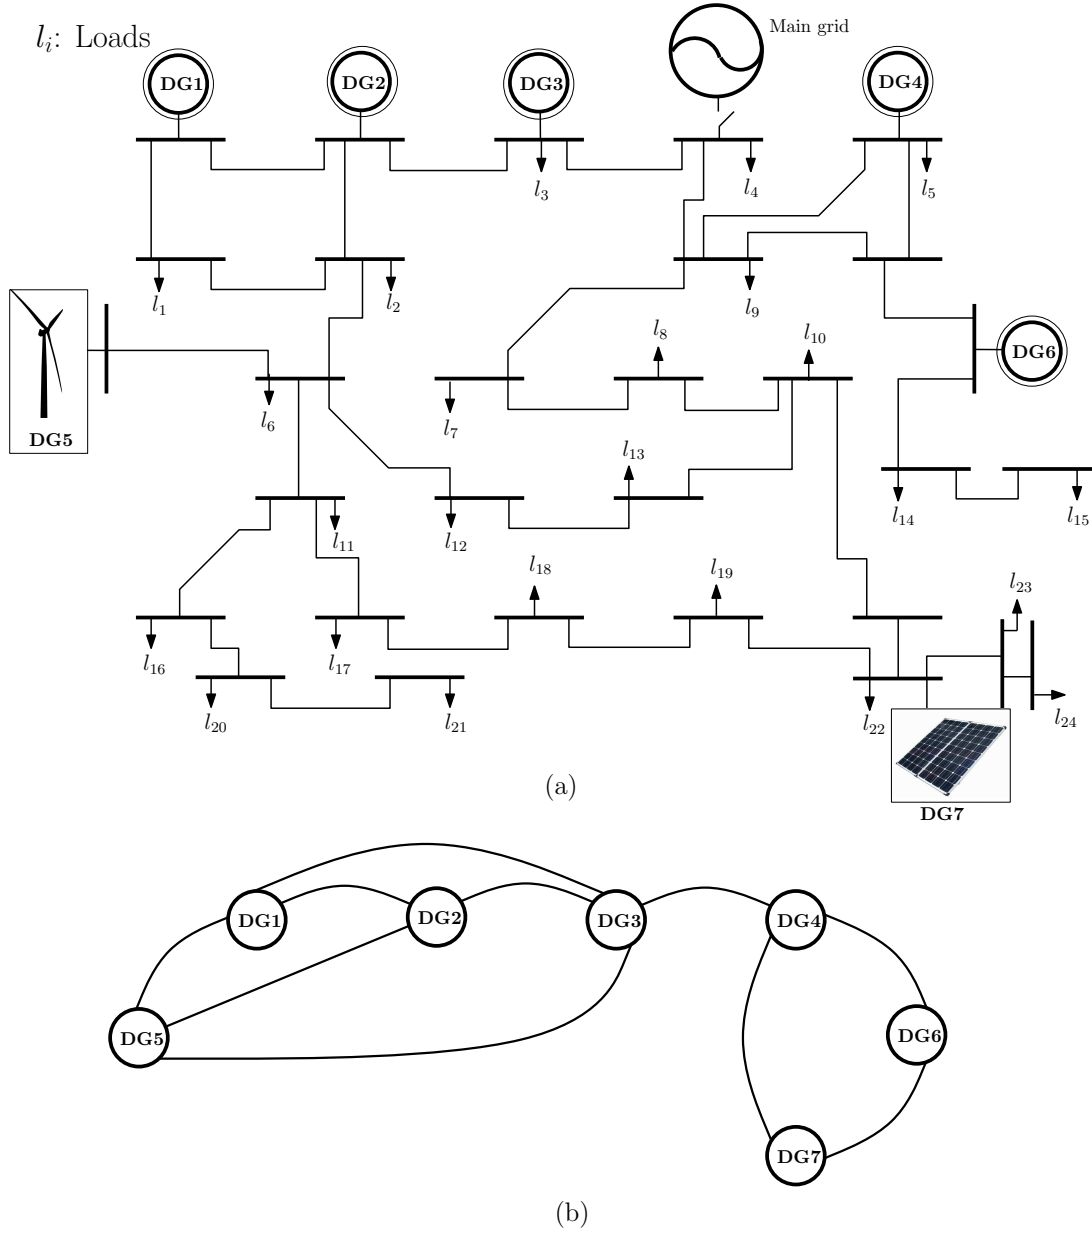 l_i: Loads
Main grid
DG1
DG2
DG3
DG4
l_3
l_4
l_5
l_1
l_2
l_9
l_8
l_10
DG6
DG5
l_6
l_7
l_13
l_11
l_12
l_14
l_15
l_18
l_19
l_23
l_16
l_17
l_20
l_21
l_22
l_24
DG7
(a)
DG1
DG2
DG3
DG4
DG5
DG6
DG7
(b)